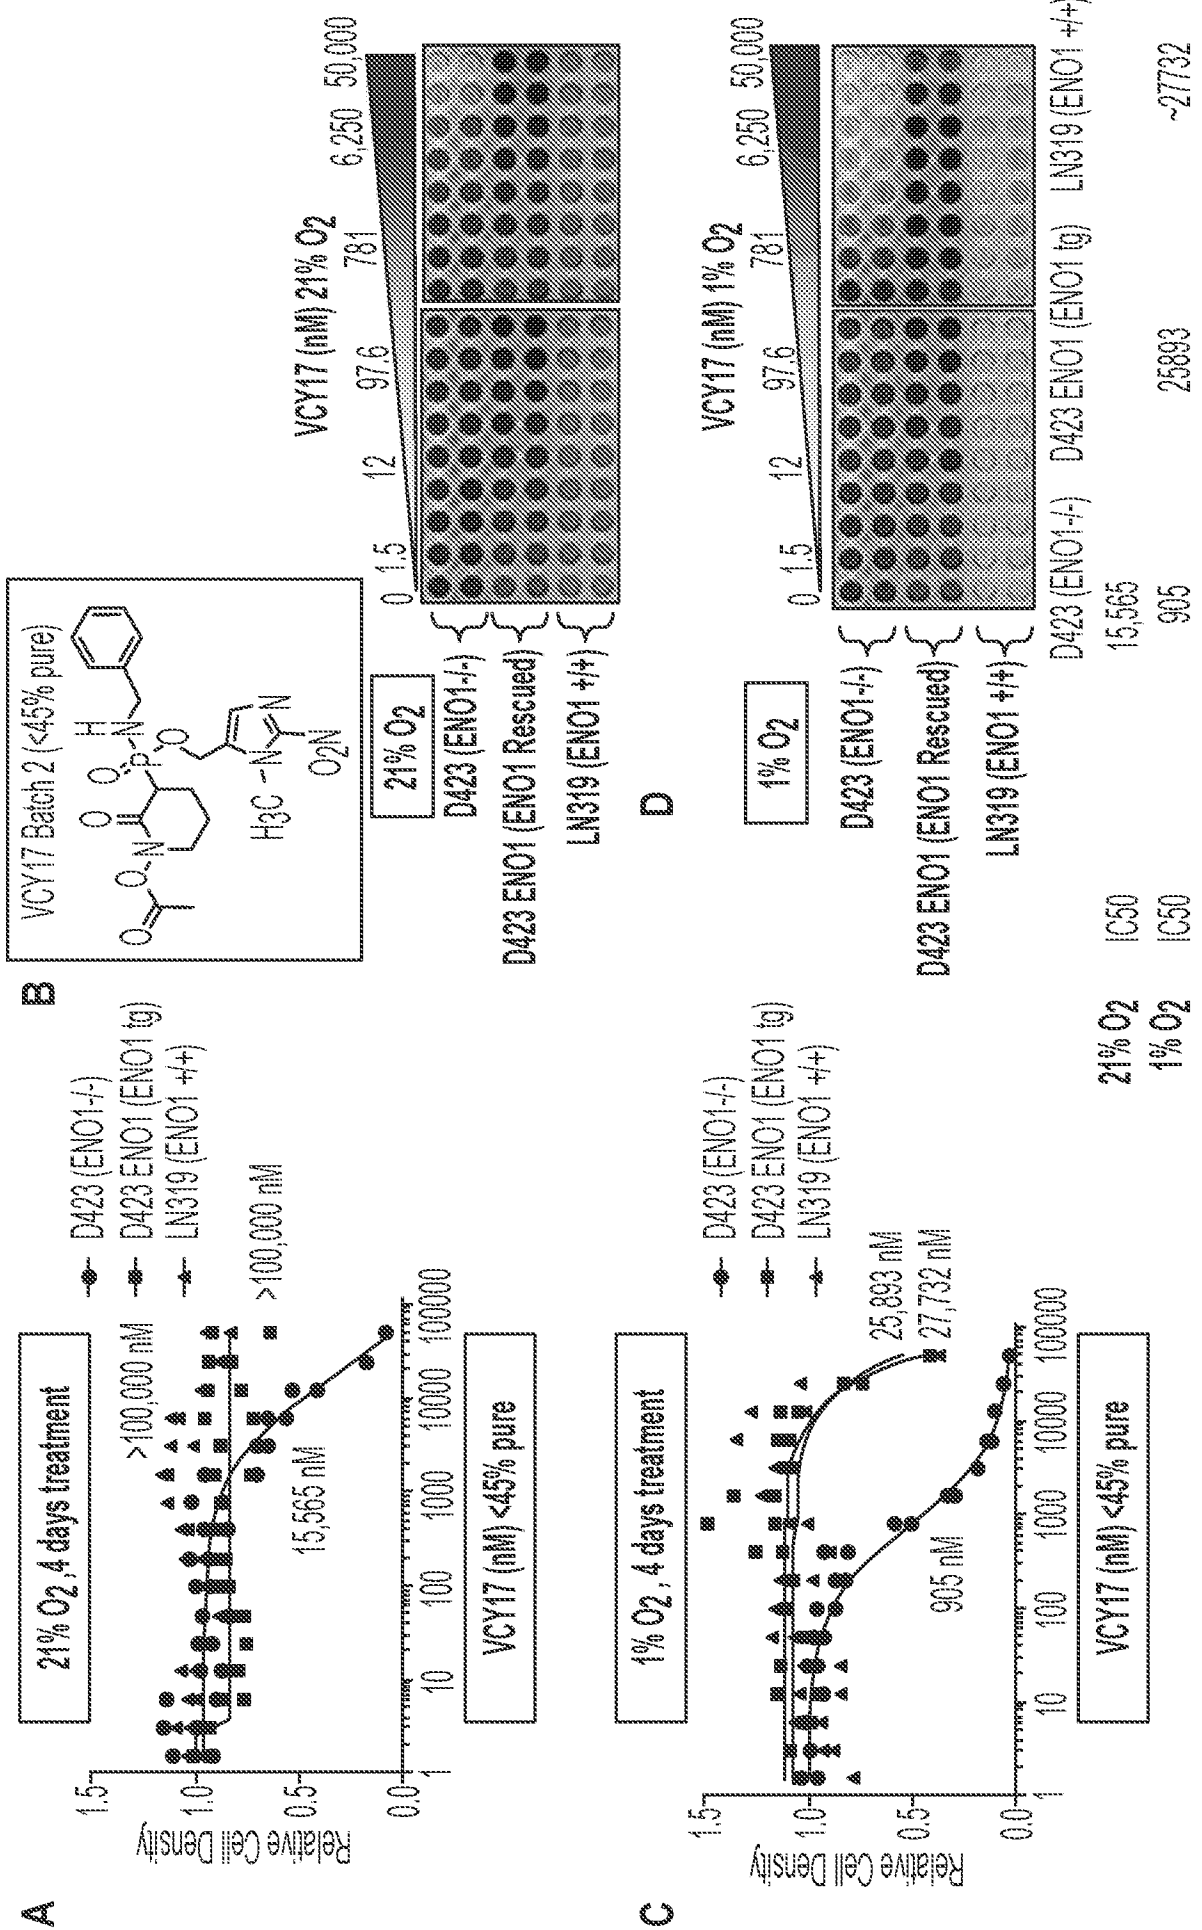 A
21% O2, 4 days treatment
Relative Cell Density
1.5
1.0
0.5
0.0
1
10
100
1000
10000
100000
>100,000 nM
15,565 nM
>100,000 nM
D423 (ENO1-/-)
D423 ENO1 (ENO1 tg)
LN319 (ENO1 +/+)
VCY17 (nM) <45% pure
B
VCY17 Batch 2 (<45% pure)
O
O
O
N
O
P
H
N
O
H3C
N
N
O2N
21% O2
VCY17 (nM) 21% O2
0
1.5
12
97.6
781
6,250
50,000
D423 (ENO1-/-)
D423 ENO1 (ENO1 Rescued)
LN319 (ENO1 +/+)
C
1% O2, 4 days treatment
Relative Cell Density
1.5
1.0
0.5
0.0
1
10
100
1000
10000
100000
905 nM
25,893 nM
27,732 nM
D423 (ENO1-/-)
D423 ENO1 (ENO1 tg)
LN319 (ENO1 +/+)
VCY17 (nM) <45% pure
D
1% O2
VCY17 (nM) 1% O2
0
1.5
12
97.6
781
6,250
50,000
D423 (ENO1-/-)
D423 ENO1 (ENO1 Rescued)
LN319 (ENO1 +/+)
D423 (ENO1-/-) D423 ENO1 (ENO1 tg) LN319 (ENO1 +/+)
21% O2 IC50 15,565
1% O2 IC50 905 25893 ~27732